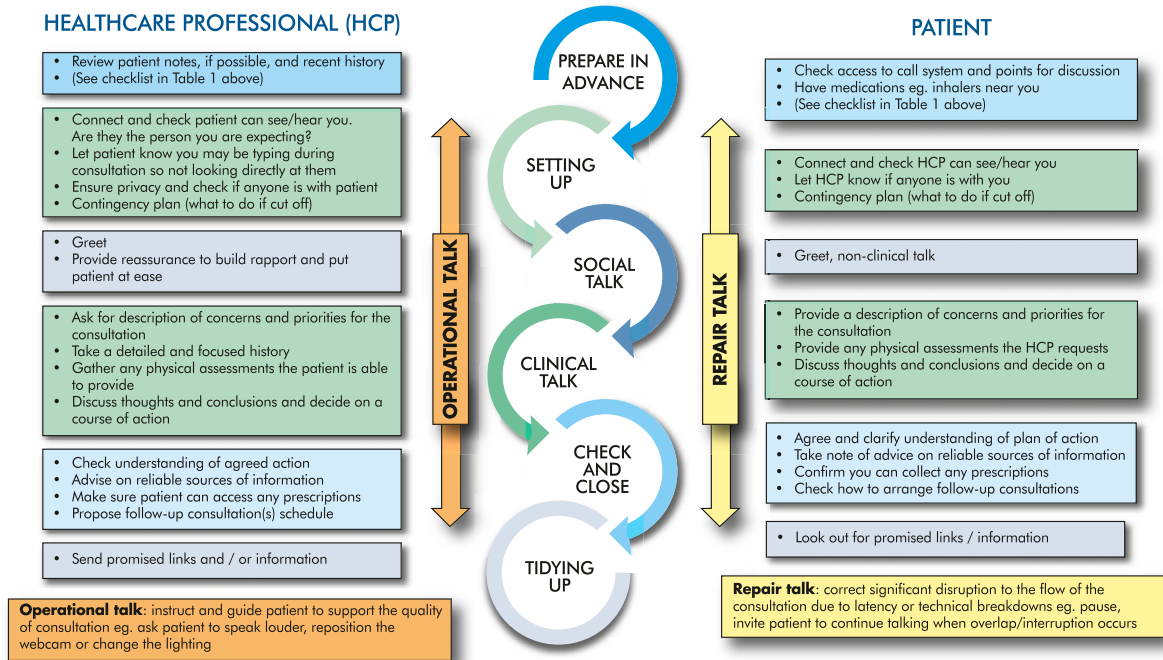 HEALTHCARE PROFESSIONAL (HCP)
• Review patient notes, if possible, and recent history
• (See checklist in Table 1 above)
• Connect and check patient can see/hear you.
Are they the person you are expecting?
• Let patient know you may be typing during
consultation so not looking directly at them
• Ensure privacy and check if anyone is with patient
• Contingency plan (what to do if cut off)
• Greet
• Provide reassurance to build rapport and put
patient at ease
• Ask for description of concerns and priorities for the
consultation
• Take a detailed and focused history
• Gather any physical assessments the patient is able
to provide
• Discuss thoughts and conclusions and decide on a
course of action
• Check understanding of agreed action
• Advise on reliable sources of information
• Make sure patient can access any prescriptions
• Propose follow-up consultation(s) schedule
• Send promised links and / or information
Operational talk: instruct and guide patient to support the quality
of consultation eg. ask patient to speak louder, reposition the
webcam or change the lighting
OPERATIONAL TALK
PREPARE IN
ADVANCE
SETTING
UP
SOCIAL
TALK
CLINICAL
TALK
CHECK
AND
CLOSE
TIDYING
UP
REPAIR TALK
PATIENT
• Check access to call system and points for discussion
• Have medications eg. inhalers near you
• (See checklist in Table 1 above)
• Connect and check HCP can see/hear you
• Let HCP know if anyone is with you
• Contingency plan (what to do if cut off)
• Greet, non-clinical talk
• Provide a description of concerns and priorities for
the consultation
• Provide any physical assessments the HCP requests
• Discuss thoughts and conclusions and decide on a
course of action
• Agree and clarify understanding of plan of action
• Take note of advice on reliable sources of information
• Confirm you can collect any prescriptions
• Check how to arrange follow-up consultations
• Look out for promised links / information
Repair talk: correct significant disruption to the flow of the
consultation due to latency or technical breakdowns eg. pause,
invite patient to continue talking when overlap/interruption occurs